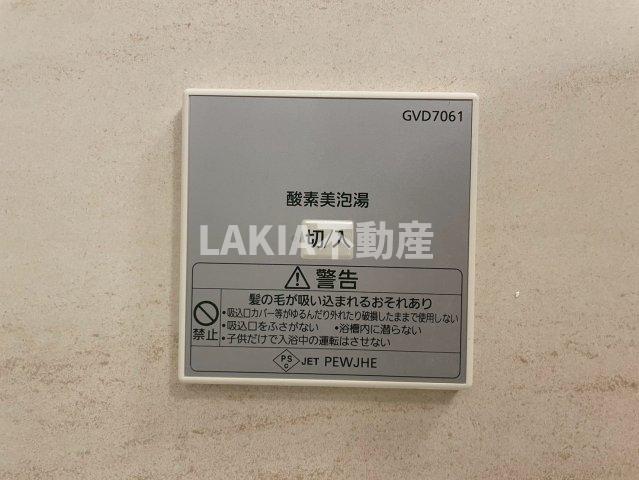 GVD7061
酸素美泡湯
切/入
LAKIA不動産
警告
髪の毛が吸い込まれるおそれあり
・吸込口カバー等がゆるんだり外れたり破損したままで使用しない
・吸込口をふさがない ・浴槽内に潜らない
禁止 ・子供だけで入浴中の運転はさせない
PS C JET PEWJHE